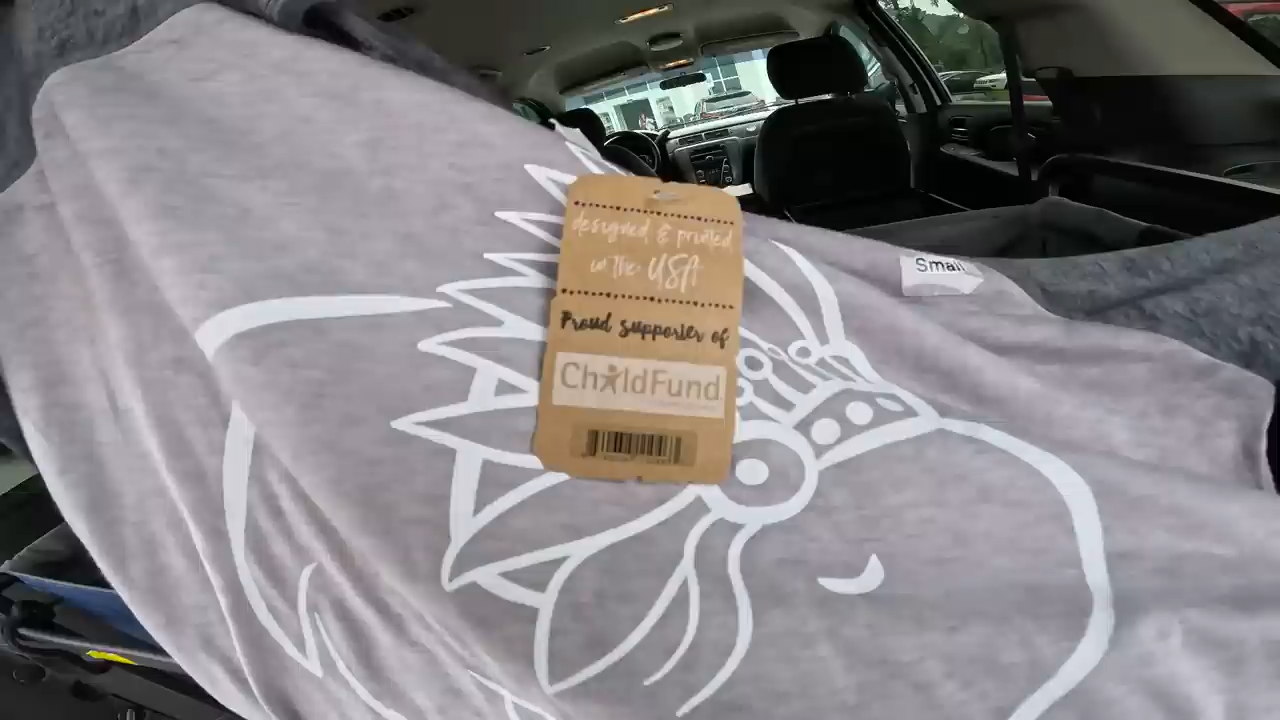 designed & printed
in the USA
Proud supporter of
ChildFund
Small